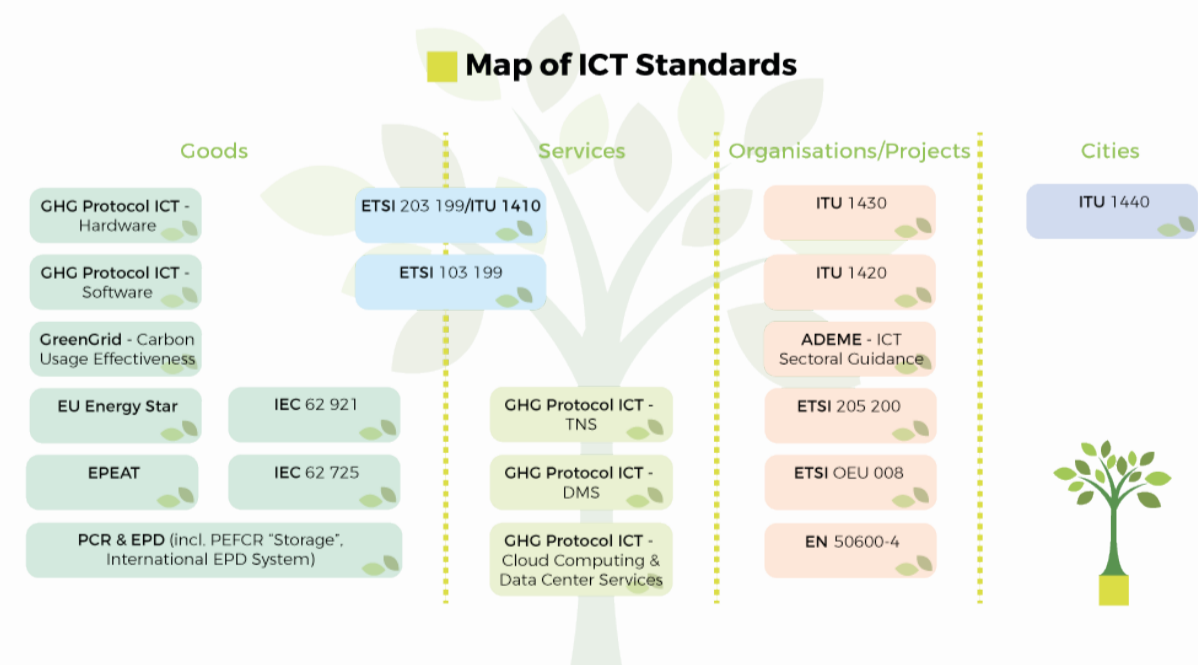 Map of ICT Standards
Goods
Services
Organisations/Projects
Cities
GHG Protocol ICT -
Hardware
GHG Protocol ICT -
Software
GreenGrid - Carbon
Usage Effectiveness
EU Energy Star
IEC 62 921
EPEAT
IEC 62 725
PCR & EPD (incl. PEFCR “Storage”,
International EPD System)
ETSI 203 199/ITU 1410
ETSI 103 199
GHG Protocol ICT -
TNS
GHG Protocol ICT -
DMS
GHG Protocol ICT -
Cloud Computing &
Data Center Services
ITU 1430
ITU 1420
ADEME - ICT
Sectoral Guidance
ETSI 205 200
ETSI OEU 008
EN 50600-4
ITU 1440